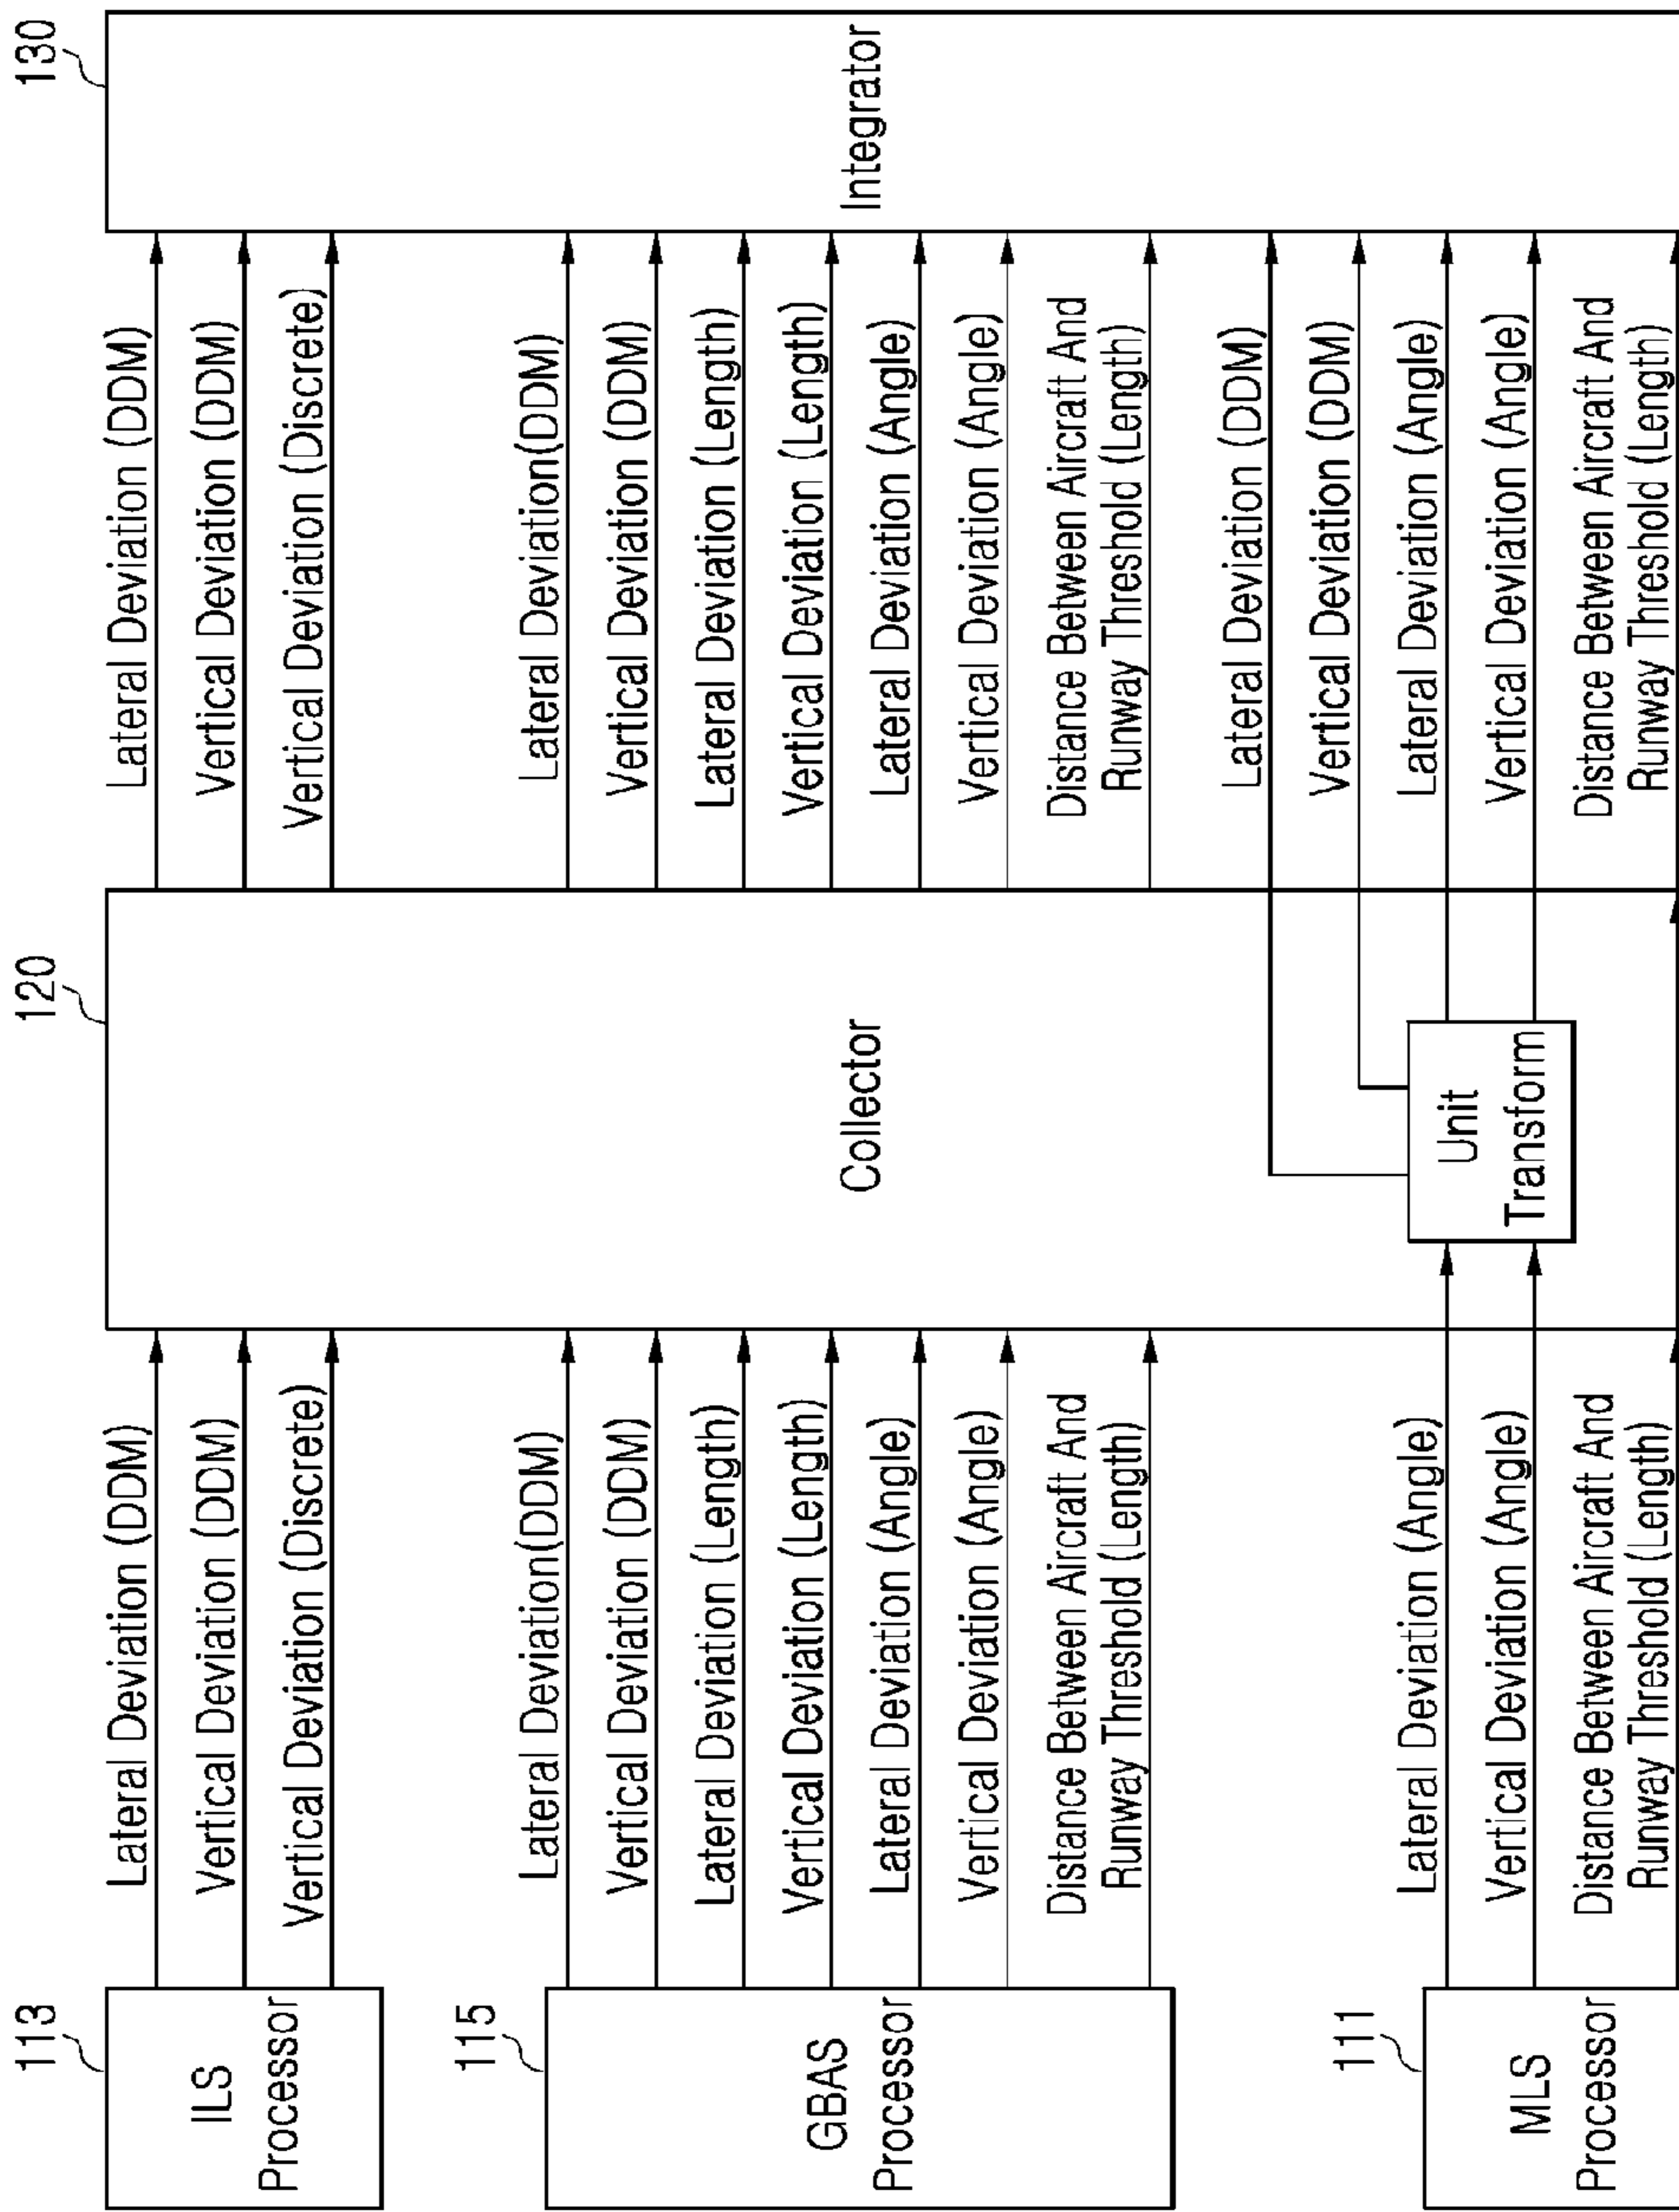 113
ILS
Processor
Lateral Deviation (DDM)
Vertical Deviation (DDM)
Vertical Deviation (Discrete)
115
GBAS
Processor
Lateral Deviation(DDM)
Vertical Deviation (DDM)
Lateral Deviation (Length)
Vertical Deviation (Length)
Lateral Deviation (Angle)
Vertical Deviation (Angle)
Distance Between Aircraft And
Runway Threshold (Length)
111
MLS
Processor
Lateral Deviation (Angle)
Vertical Deviation (Angle)
Distance Between Aircraft And
Runway Threshold (Length)
120
Collector
Unit
Transform
Lateral Deviation (DDM)
Vertical Deviation (DDM)
Vertical Deviation (Discrete)
Lateral Deviation(DDM)
Vertical Deviation (DDM)
Lateral Deviation (Length)
Vertical Deviation (Length)
Lateral Deviation (Angle)
Vertical Deviation (Angle)
Distance Between Aircraft And
Runway Threshold (Length)
Lateral Deviation (DDM)
Vertical Deviation (DDM)
Lateral Deviation (Angle)
Vertical Deviation (Angle)
Distance Between Aircraft And
Runway Threshold (Length)
130
Integrator